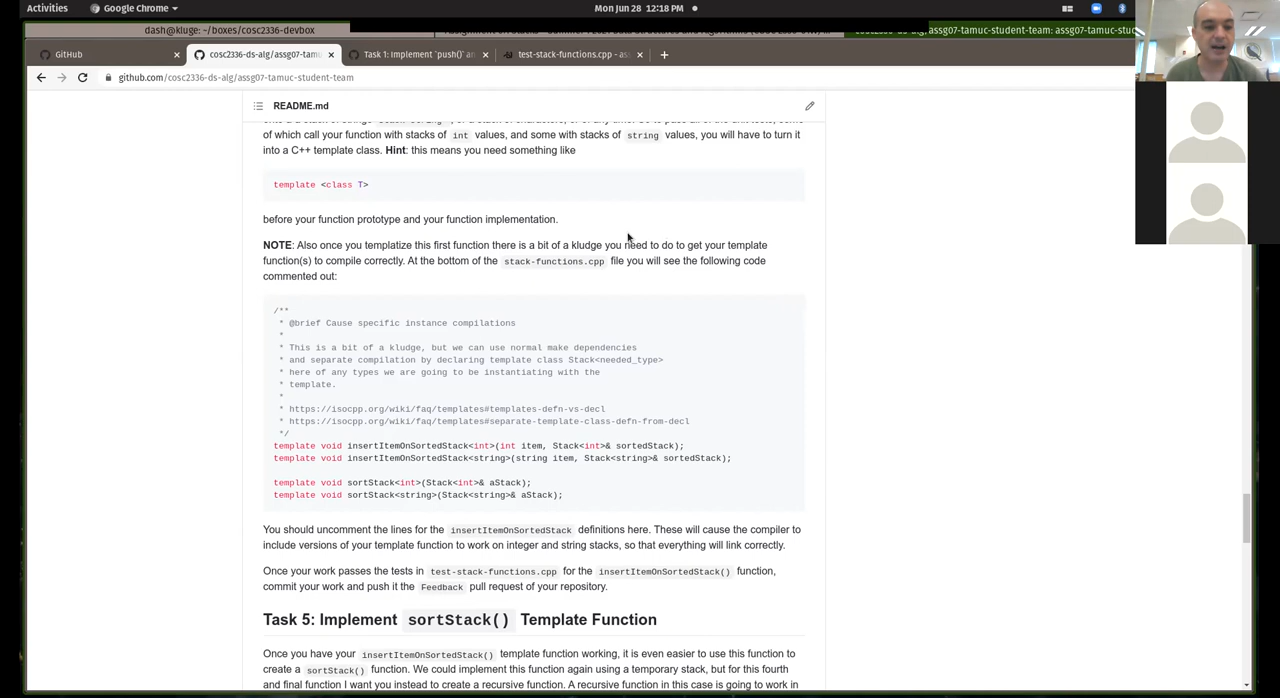 Activities
Google Chrome
Mon Jun 28 12:18 PM
dash@kluge: ~/boxes/cosc2336-devbox
GitHub
cosc2336-ds-alg/assg07-tamu
Task 1: Implement `push()` an
test-stack-functions.cpp - as
github.com/cosc2336-ds-alg/assg07-tamuc-student-team
README.md
of which call your function with stacks of int values, and some with stacks of string values, you will have to turn it
into a C++ template class. Hint: this means you need something like
template <class T>
before your function prototype and your function implementation.
NOTE: Also once you templatize this first function there is a bit of a kludge you need to do to get your template
function(s) to compile correctly. At the bottom of the stack-functions.cpp file you will see the following code
commented out:
/**
* @brief Cause specific instance compilations
*
* This is a bit of a kludge, but we can use normal make dependencies
* and separate compilation by declaring template class Stack<needed_type>
* here of any types we are going to be instantiating with the
* template.
*
* https://isocpp.org/wiki/faq/templates#templates-defn-vs-decl
* https://isocpp.org/wiki/faq/templates#separate-template-class-defn-from-decl
*/
template void insertItemOnSortedStack<int>(int item, Stack<int>& sortedStack);
template void insertItemOnSortedStack<string>(string item, Stack<string>& sortedStack);
template void sortStack<int>(Stack<int>& aStack);
template void sortStack<string>(Stack<string>& aStack);
You should uncomment the lines for the insertItemOnSortedStack definitions here. These will cause the compiler to
include versions of your template function to work on integer and string stacks, so that everything will link correctly.
Once your work passes the tests in test-stack-functions.cpp for the insertItemOnSortedStack() function,
commit your work and push it the Feedback pull request of your repository.
Task 5: Implement sortStack() Template Function
Once you have your insertItemOnSortedStack() template function working, it is even easier to use this function to
create a sortStack() function. We could implement this function again using a temporary stack, but for this fourth
and final function I want you instead to create a recursive function. A recursive function in this case is going to work in